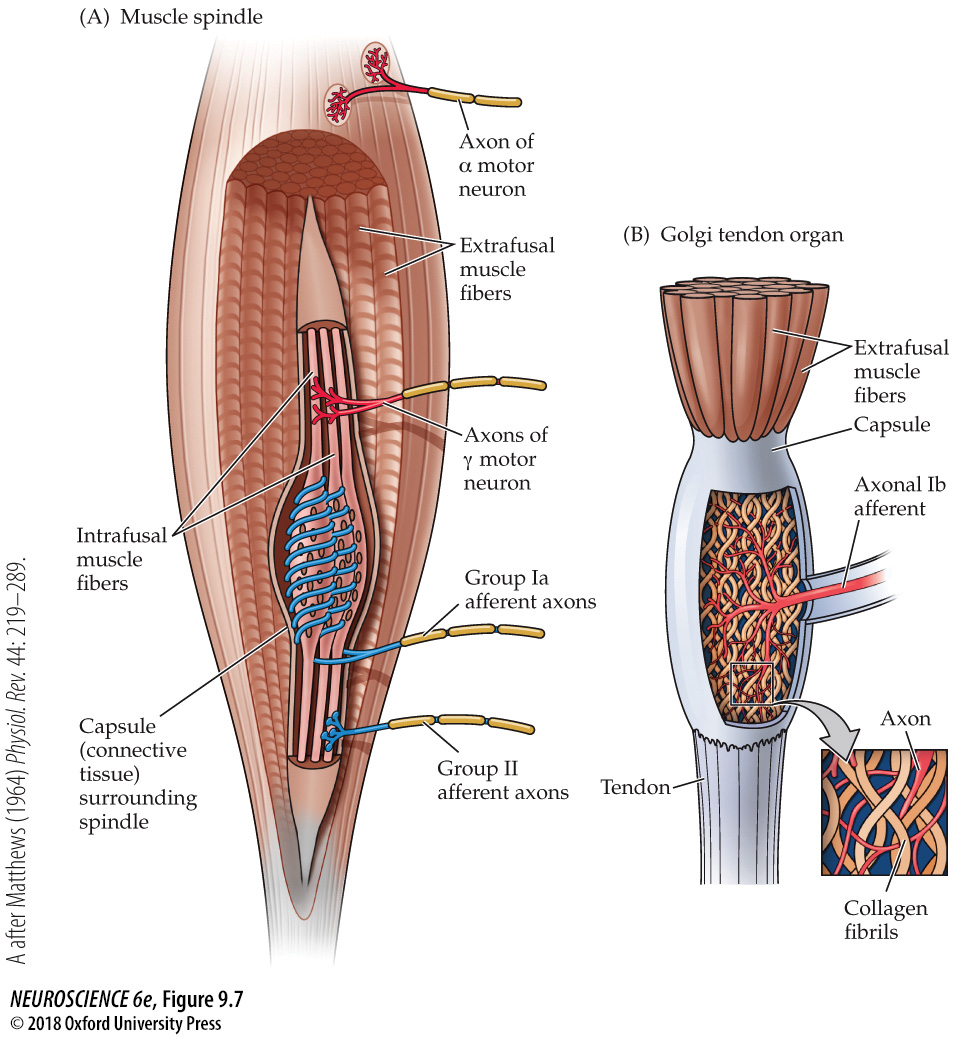 (A) Muscle spindle
Axon of
α motor
neuron
Extrafusal
muscle
fibers
Axons of
γ motor
neuron
Intrafusal
muscle
fibers
Group Ia
afferent axons
Capsule
(connective
tissue)
surrounding
spindle
Group II
afferent axons
(B) Golgi tendon organ
Extrafusal
muscle
fibers
Capsule
Axonal Ib
afferent
Axon
Tendon
Collagen
fibrils
A after Matthews (1964) Physiol. Rev. 44: 219–289.
NEUROSCIENCE 6e, Figure 9.7
© 2018 Oxford University Press